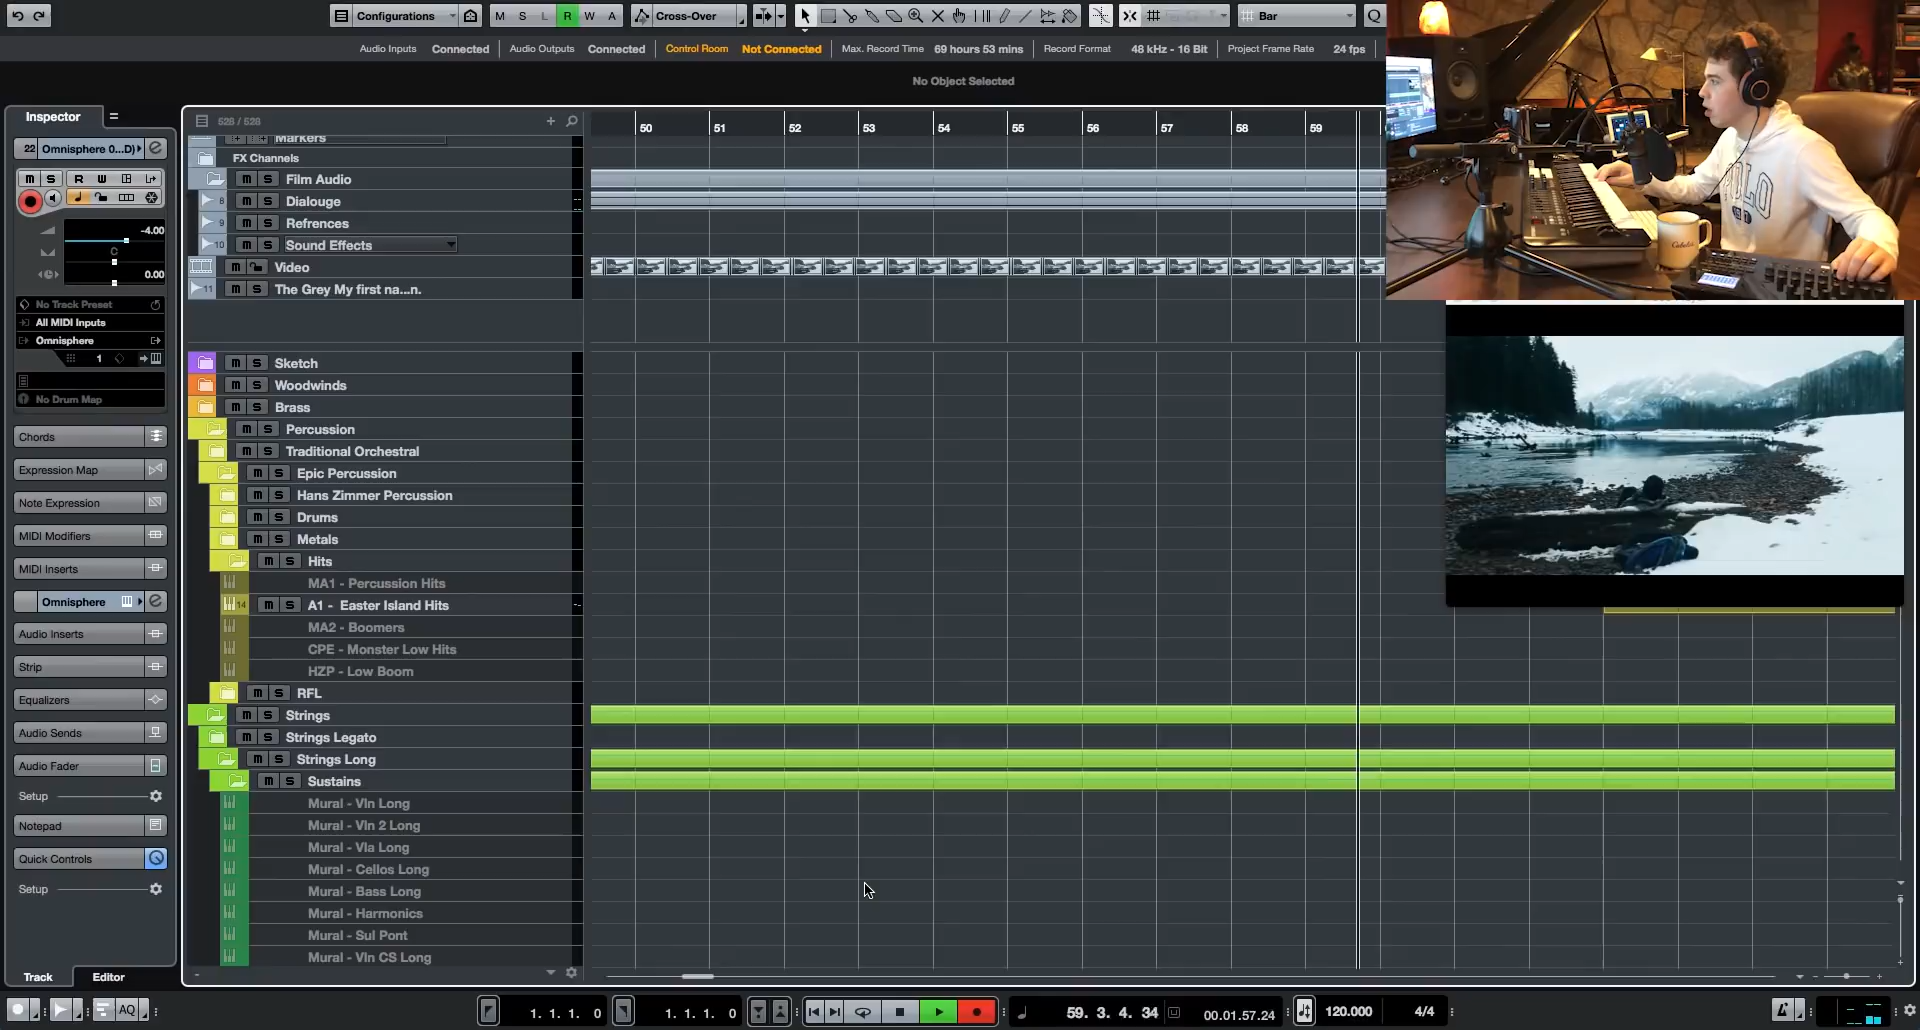 Configurations
M S L R W A
Cross-Over
Bar
Q
Audio Inputs Connected Audio Outputs Connected Control Room Not Connected Max. Record Time 69 hours 53 mins Record Format 48 kHz - 16 Bit Project Frame Rate 24 fps
No Object Selected
Inspector
22 Omnisphere 0...D)
m S R W
-4.00
C
0.00
No Track Preset
All MIDI Inputs
Omnisphere
1
No Drum Map
Chords
Expression Map
Note Expression
MIDI Modifiers
MIDI Inserts
Omnisphere
Audio Inserts
Strip
Equalizers
Audio Sends
Audio Fader
Setup
Notepad
Quick Controls
Setup
Track Editor
628 / 628
50 51 52 53 54 55 56 57 58 59
Markers
FX Channels
m S Film Audio
8 m S Dialouge
9 m S Refrences
10 m S Sound Effects
m Video
11 m S The Grey My first na...n.
m S Sketch
m S Woodwinds
m S Brass
m S Percussion
m S Traditional Orchestral
m S Epic Percussion
m S Hans Zimmer Percussion
m S Drums
m S Metals
m S Hits
MA1 - Percussion Hits
14 m S A1 - Easter Island Hits
MA2 - Boomers
CPE - Monster Low Hits
HZP - Low Boom
m S RFL
m S Strings
m S Strings Legato
m S Strings Long
m S Sustains
Mural - Vln Long
Mural - Vln 2 Long
Mural - Vla Long
Mural - Cellos Long
Mural - Bass Long
Mural - Harmonics
Mural - Sul Pont
Mural - Vln CS Long
AQ
1. 1. 1. 0
1. 1. 1. 0
59. 3. 4. 34
00.01.57.24
120.000
4/4